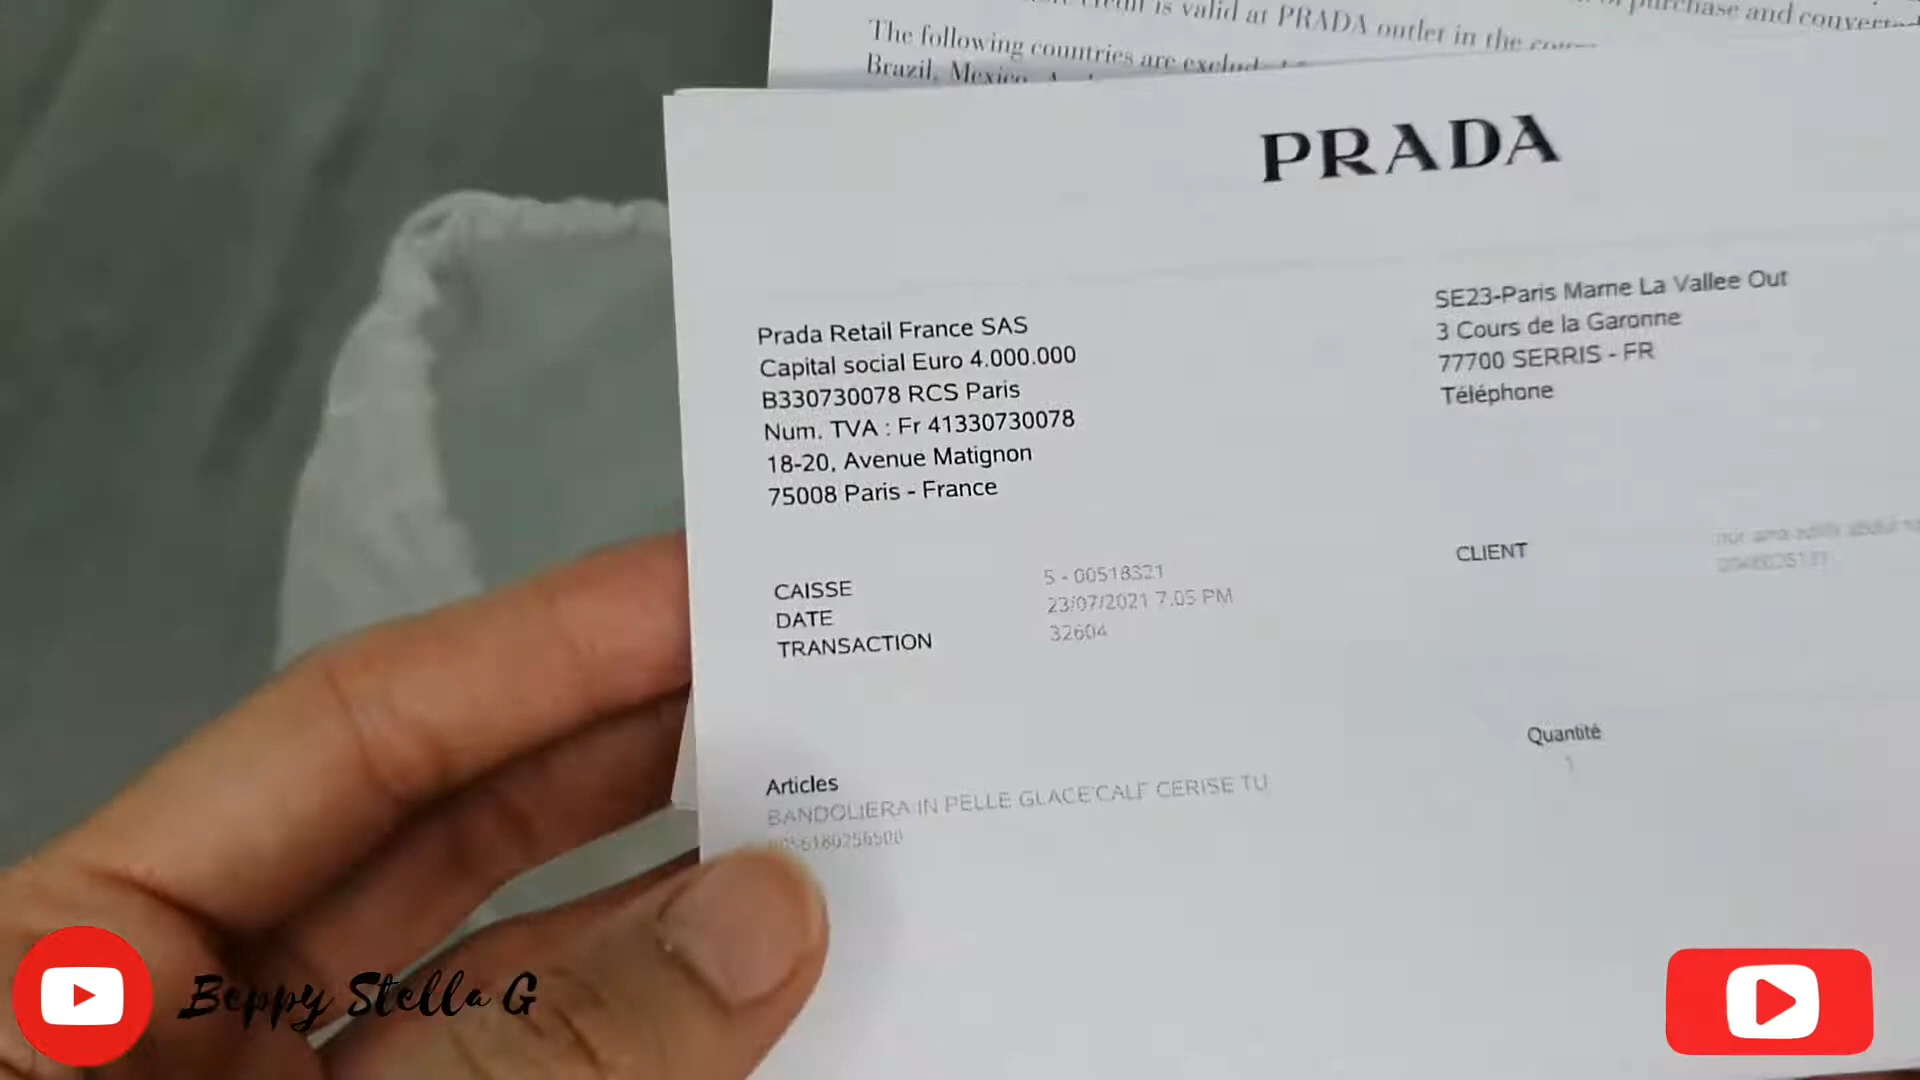 is valid at PRADA outlet in the
purchase and converted
The following countries are
Brazil, Mexico,
PRADA
Prada Retail France SAS
Capital social Euro 4.000.000
B330730078 RCS Paris
Num. TVA : Fr 41330730078
18-20, Avenue Matignon
75008 Paris - France
SE23-Paris Marne La Vallee Out
3 Cours de la Garonne
77700 SERRIS - FR
Téléphone
CAISSE 5 - 00518321
DATE 23/07/2021 7.05 PM
TRANSACTION 32604
CLIENT
Articles Quantité
BANDOLIERA IN PELLE GLACE'CALF CERISE TU 1
Beppy Stella G